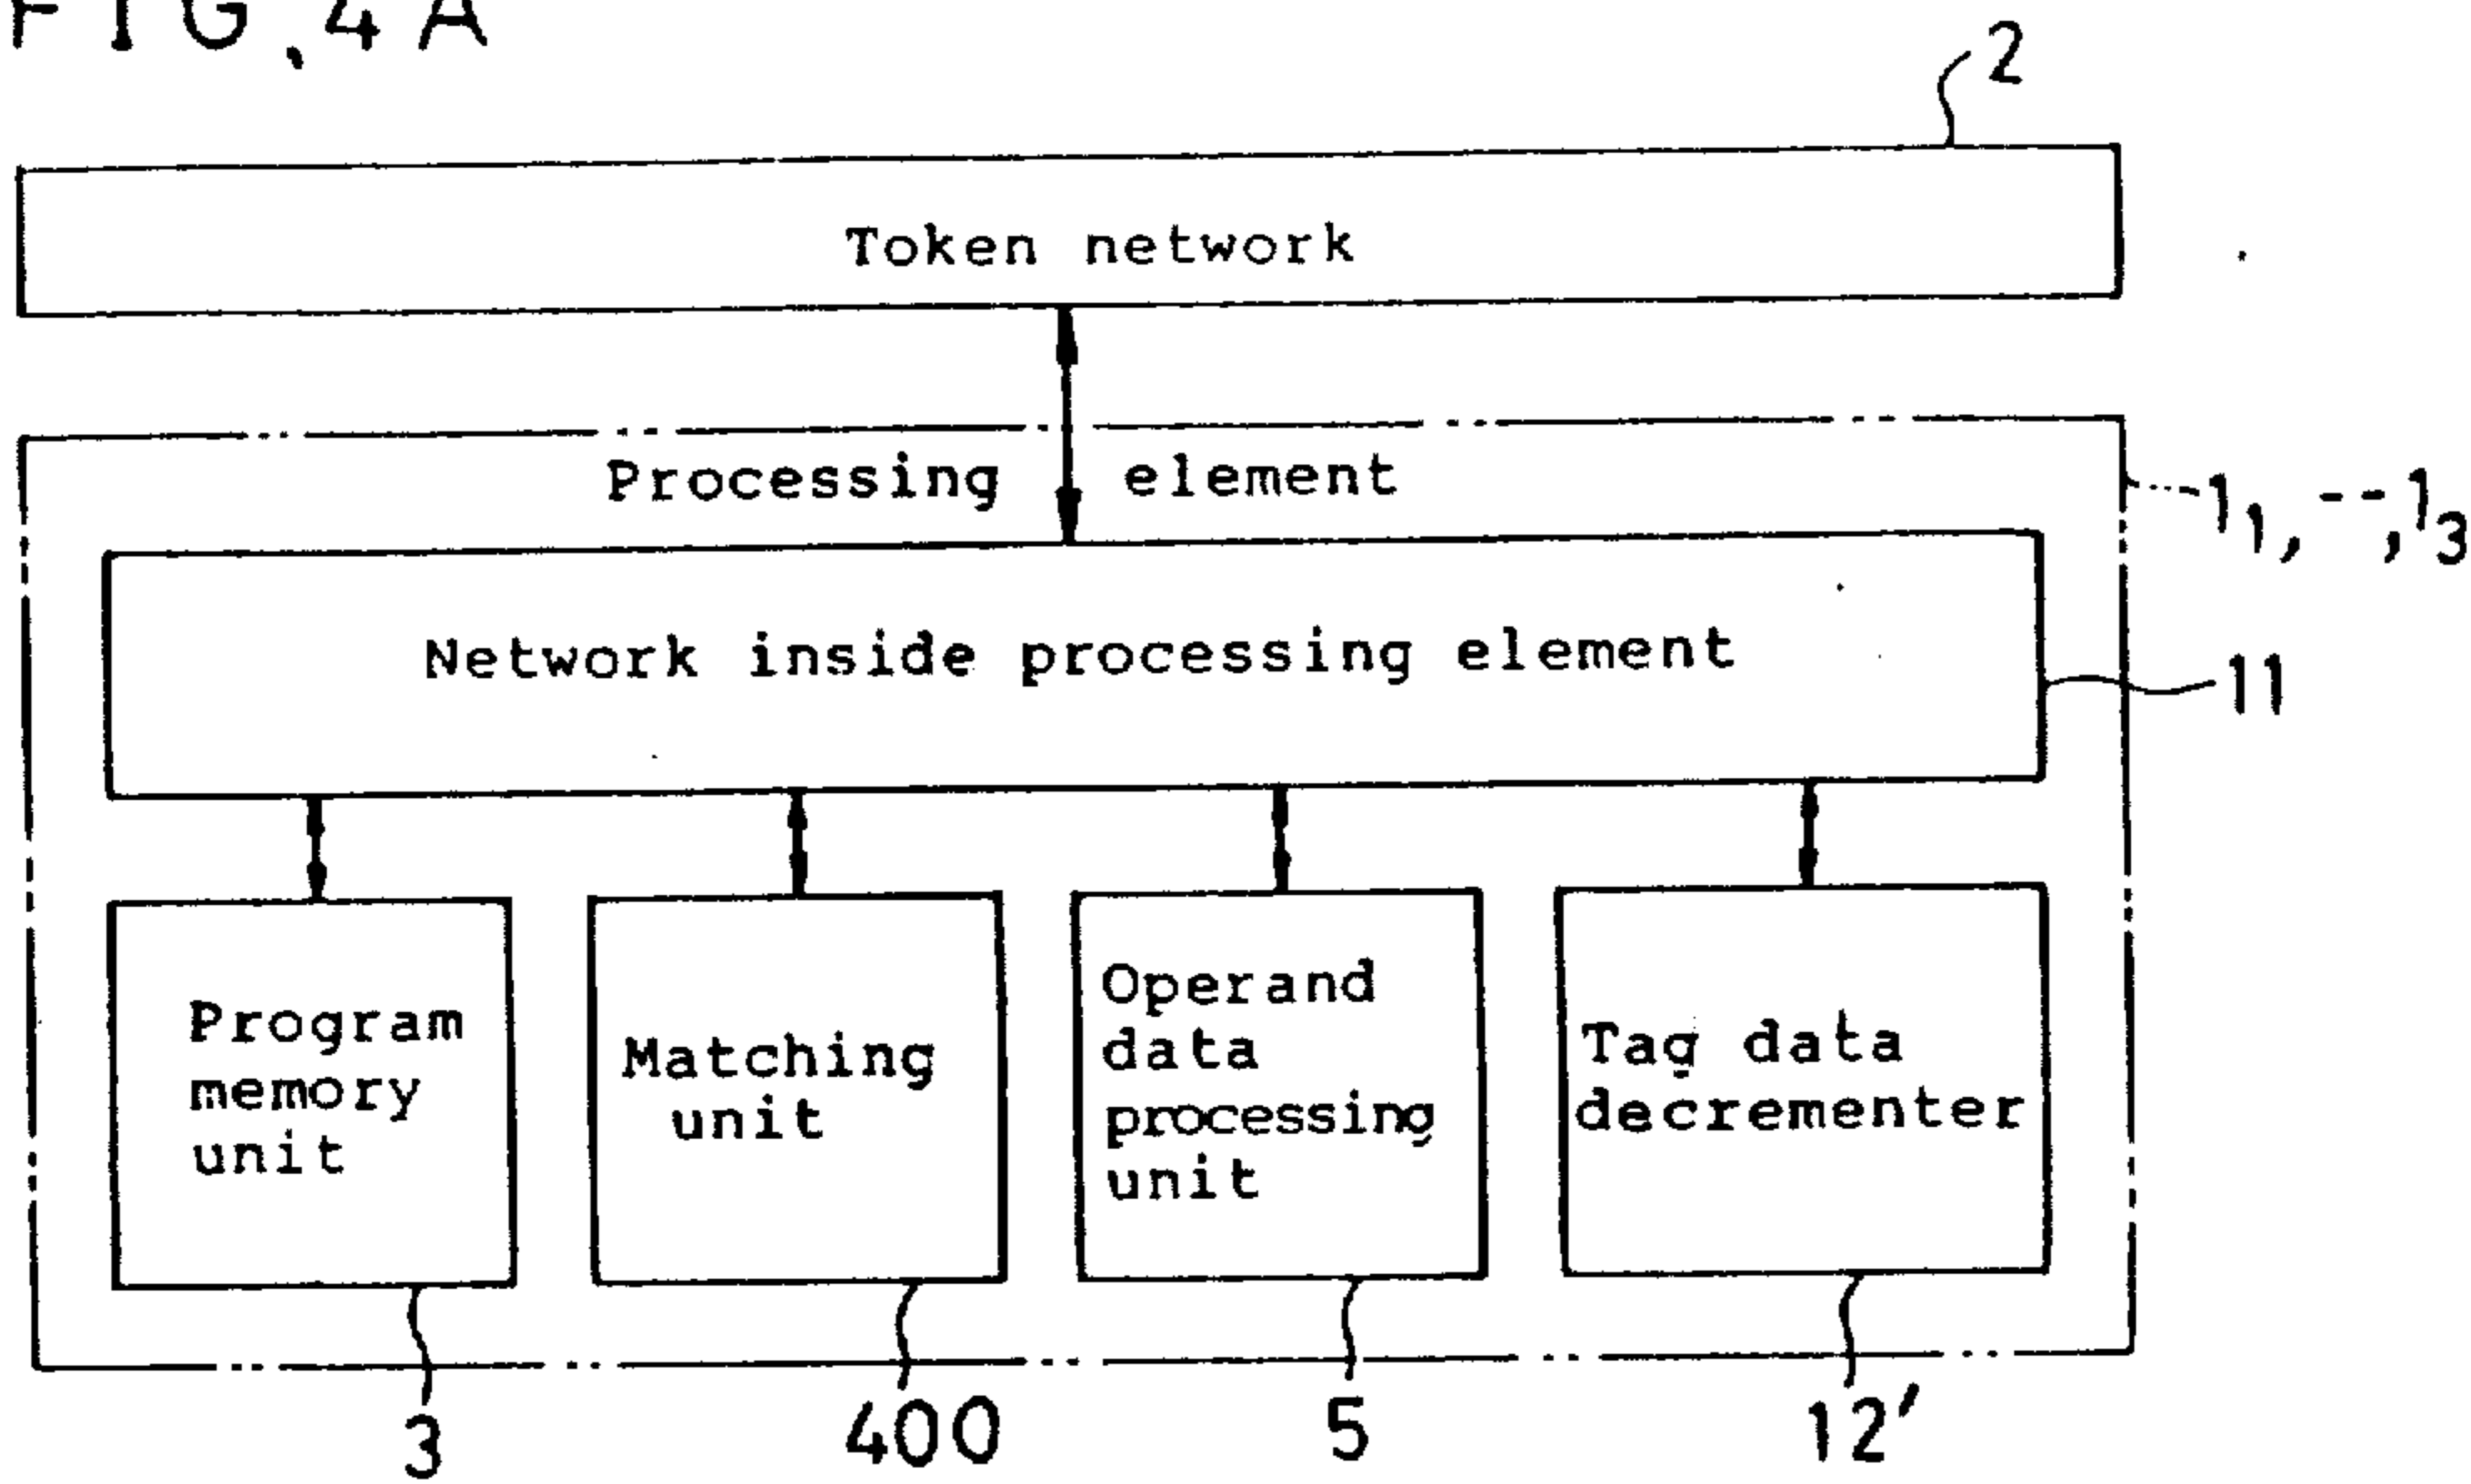 FIG.4A
2
Token network
Processing element
1₁, --, 1₃
Network inside processing element
11
Program
memory
unit
Matching
unit
Operand
data
processing
unit
Tag data
decrementer
3
400
5
12'